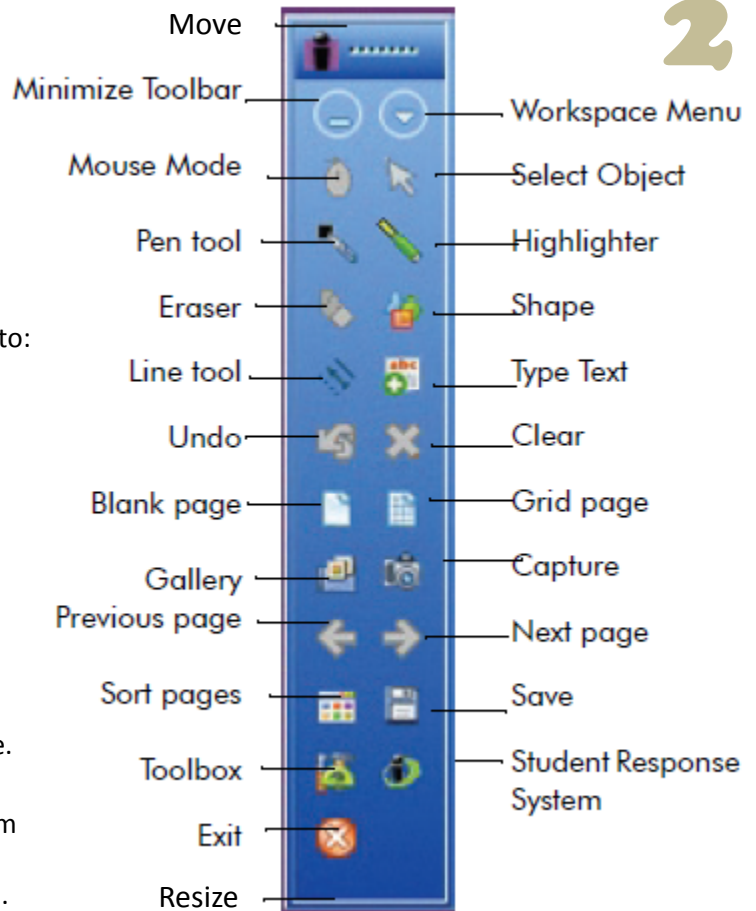 2
Move
Minimize Toolbar
Workspace Menu
Mouse Mode
Select Object
Pen tool
Highlighter
Eraser
Shape
to:
Line tool
Type Text
abc
Undo
Clear
Blank page
Grid page
Gallery
Capture
Previous page
Next page
Sort pages
Save
e.
Toolbox
Student Response
System
m
Exit
.
Resize